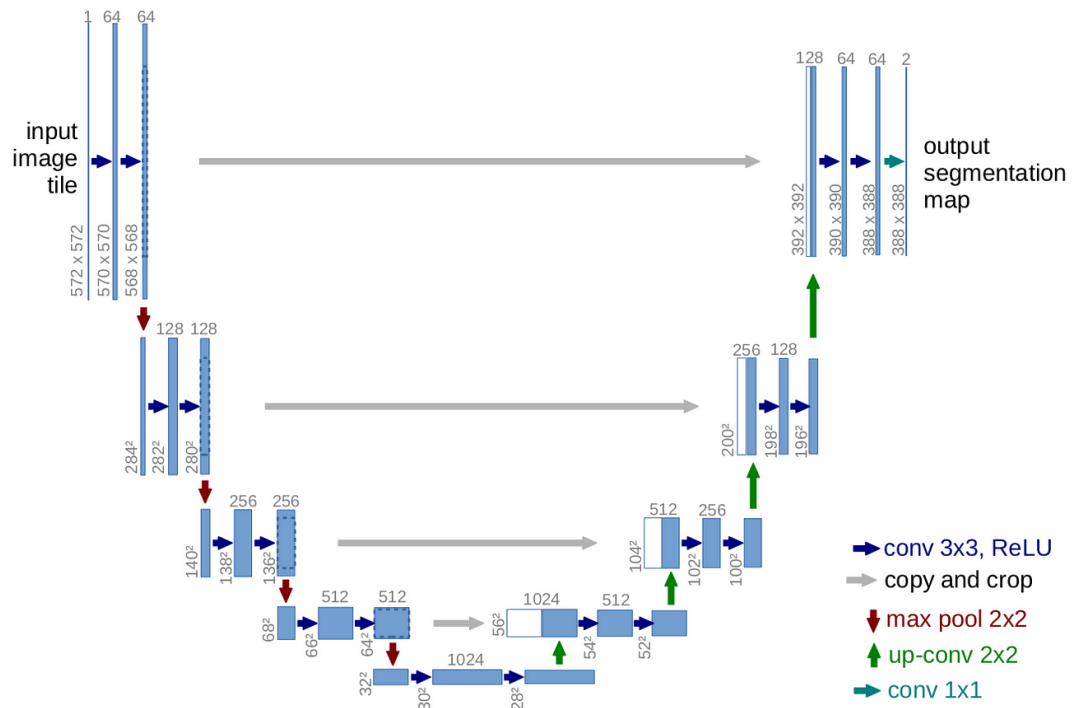 1 64 64
128
64 64 2
input
image
tile
output
segmentation
map
572 x 572
570 x 570
568 x 568
392 x 392
390 x 390
388 x 388
388 x 388
128 128
256 128
284²
282²
280²
200²
198²
196²
256 256
512 256
140²
138²
136²
104²
102²
100²
512 512
1024 512
68²
66²
64²
56²
54²
52²
1024
32²
30²
28²
conv 3x3, ReLU
copy and crop
max pool 2x2
up-conv 2x2
conv 1x1